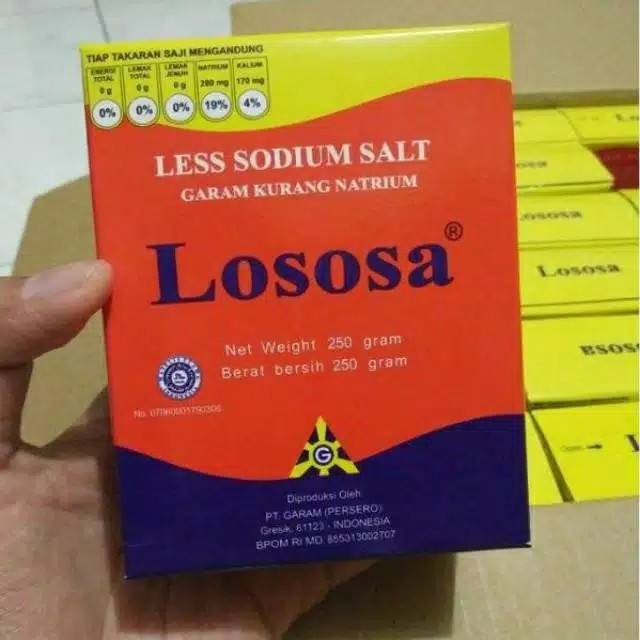 TIAP TAKARAN SAJI MENGANDUNG
ENERGI TOTAL 0 g 0%
LEMAK TOTAL 0 g 0%
LEMAK JENUH 0 g 0%
NATRIUM 280 mg 19%
KALIUM 170 mg 4%
LESS SODIUM SALT
GARAM KURANG NATRIUM
Lososa®
Net Weight 250 gram
Berat bersih 250 gram
No. 07060001790306
G
Diproduksi Oleh
PT. GARAM (PERSERO)
Gresik, 61123 - INDONESIA
BPOM RI MD. 855313002707
Lososa